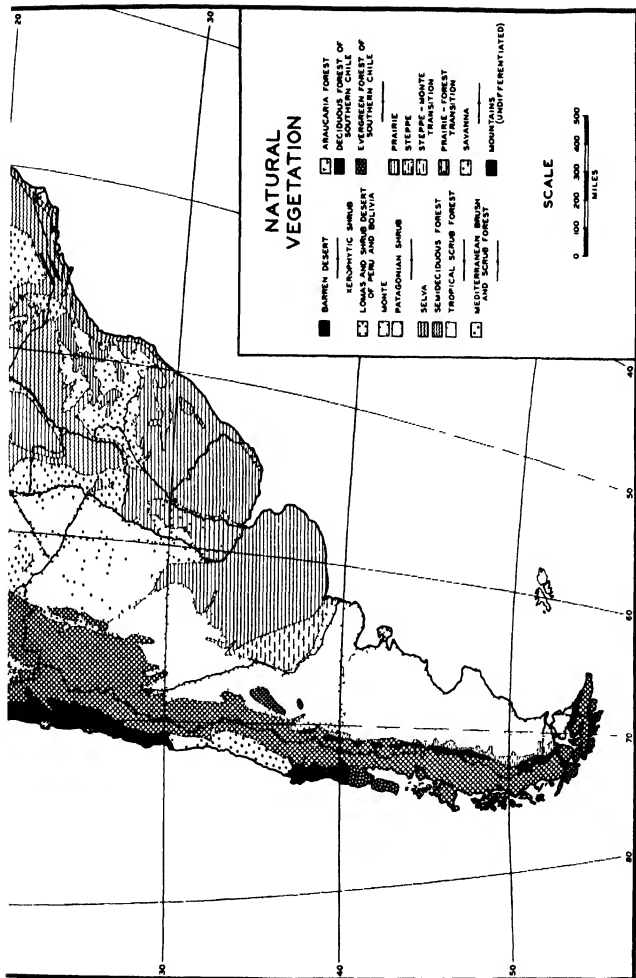 NATURAL
VEGETATION
BARREN DESERT
XEROPHYTIC SHRUB
LOMAS AND SHRUB DESERT
OF PERU AND BOLIVIA
MONTE
PATAGONIAN SHRUB
SELVA
SEMIDECIDUOUS FOREST
TROPICAL SCRUB FOREST
MEDITERRANEAN BRUSH
AND SCRUB FOREST
ARAUCARIA FOREST
DECIDUOUS FOREST OF
SOUTHERN CHILE
EVERGREEN FOREST OF
SOUTHERN CHILE
PRAIRIE
STEPPE
STEPPE-MONTE
TRANSITION
PRAIRIE-FOREST
TRANSITION
SAVANNA
MOUNTAINS
(UNDIFFERENTIATED)
SCALE
0 100 200 300 400 500
MILES
20
30
40
50
60
70
80
30
40
50